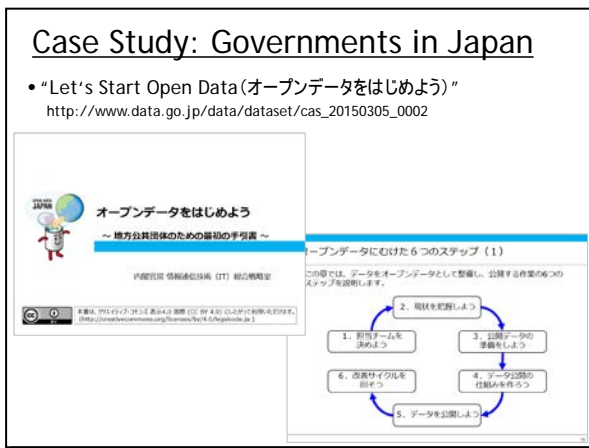 Case Study: Governments in Japan
• "Let's Start Open Data(オープンデータをはじめよう)"
http://www.data.go.jp/data/dataset/cas_20150305_0002
OPEN DATA
JAPAN
オープンデータをはじめよう
~ 地方公共団体のための最初の手引書 ~
内閣官房 情報通信技術 (IT) 総合戦略室
本書は、クリエイティブ・コモンズ 表示4.0 国際 (CC BY 4.0) にしたがって利用いただけます。
(http://creativecommons.org/licenses/by/4.0/legalcode.ja )
ープンデータにむけた6つのステップ(1)
この章では、データをオープンデータとして整備し、公開する作業の6つの
ステップを説明します。
2.現状を把握しよう
1.担当チームを
決めよう
3.公開データの
準備をしよう
6.改善サイクルを
回そう
4.データ公開の
仕組みを作ろう
5.データを公開しよう